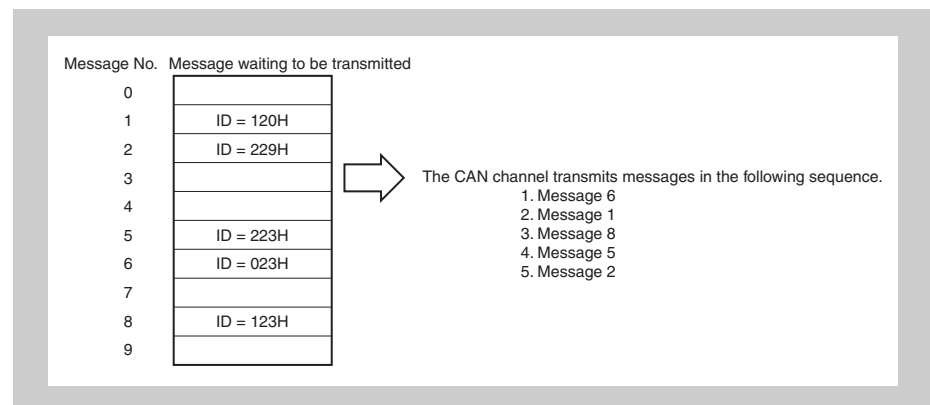 Message No. Message waiting to be transmitted
0
1 ID = 120H
2 ID = 229H
3
4
5 ID = 223H
6 ID = 023H
7
8 ID = 123H
9
The CAN channel transmits messages in the following sequence.
1. Message 6
2. Message 1
3. Message 8
4. Message 5
5. Message 2